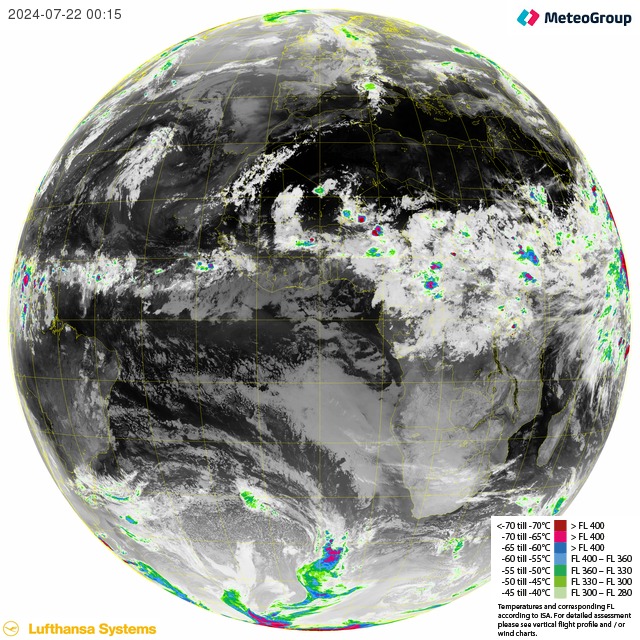 2024-07-22 00:15
MeteoGroup
<-70 till -70°C > FL 400
-70 till -65°C > FL 400
-65 till -60°C > FL 400
-60 till -55°C FL 400 – FL 360
-55 till -50°C FL 360 – FL 330
-50 till -45°C FL 330 – FL 300
-45 till -40°C FL 300 – FL 280
Temperatures and corresponding FL
according to ISA. For detailed assessment
please see vertical flight profile and / or
wind charts.
Lufthansa Systems